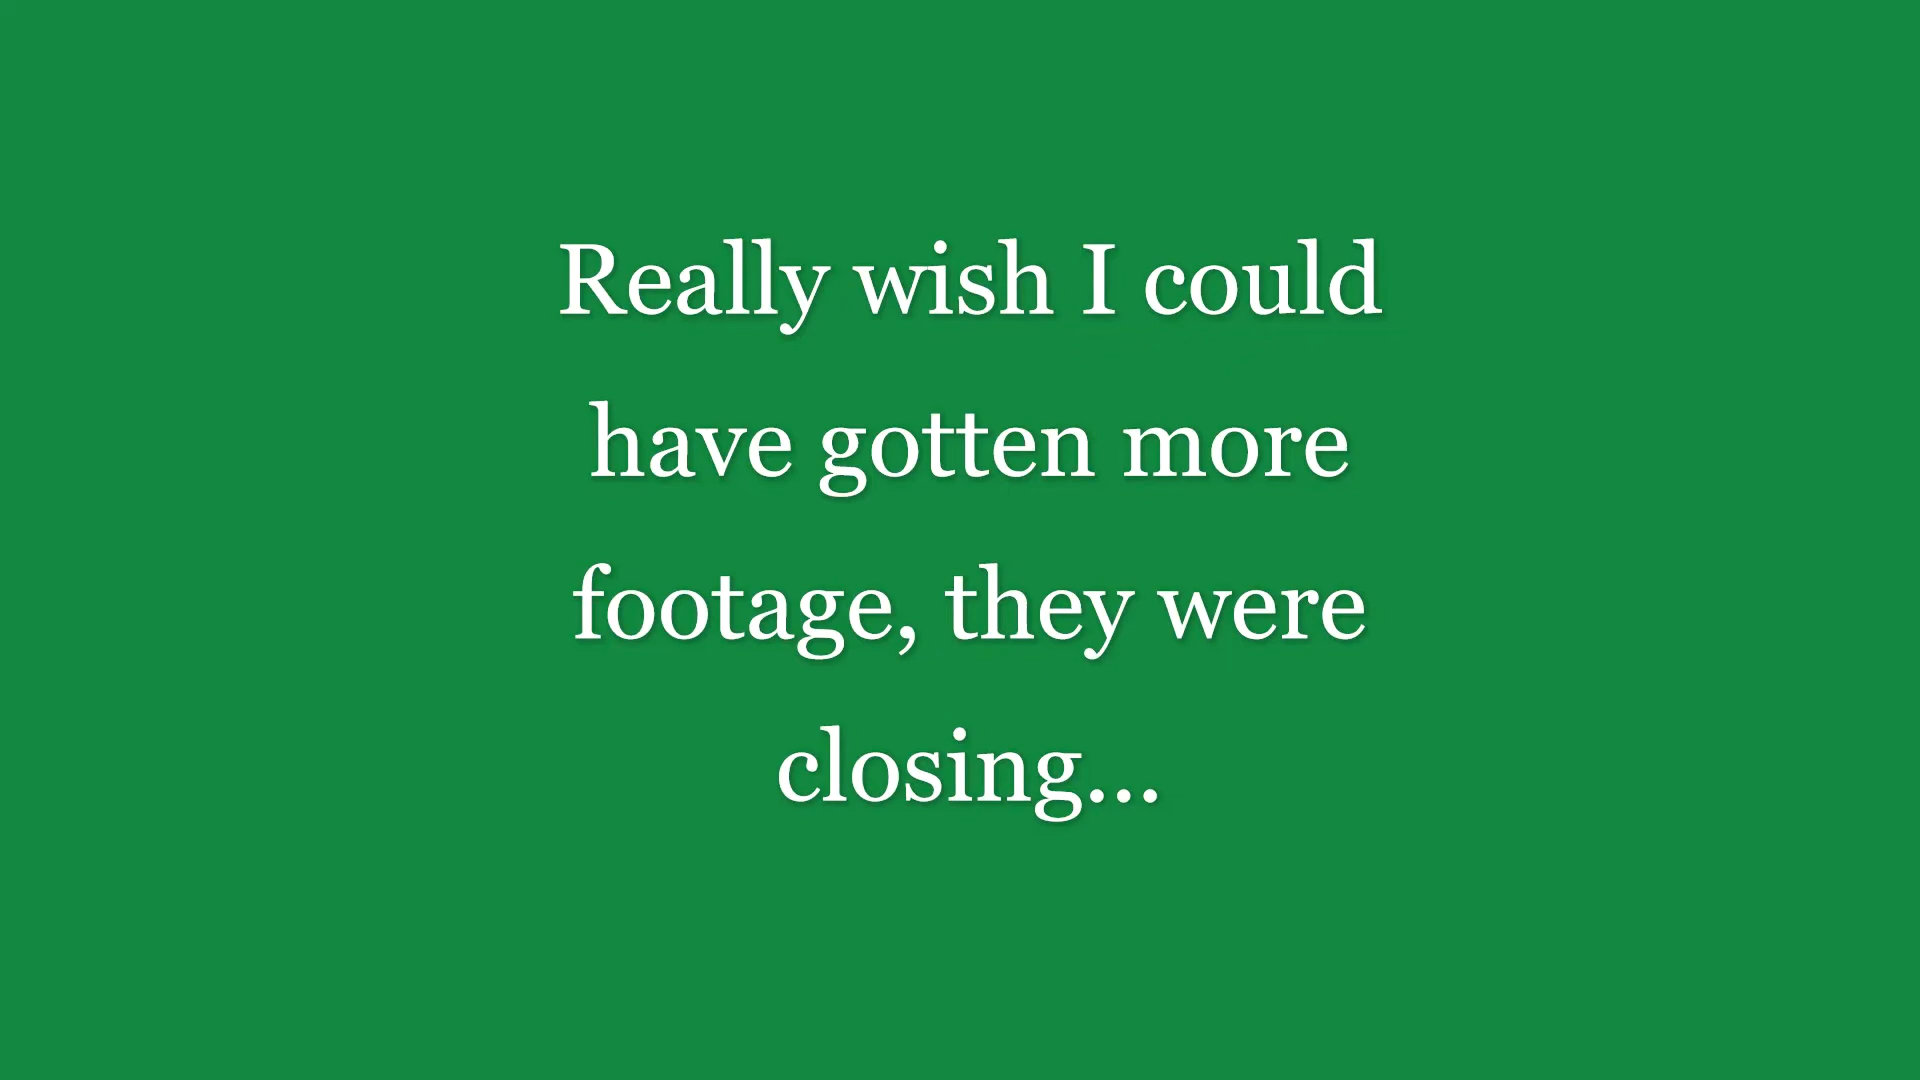 Really wish I could
have gotten more
footage, they were
closing...